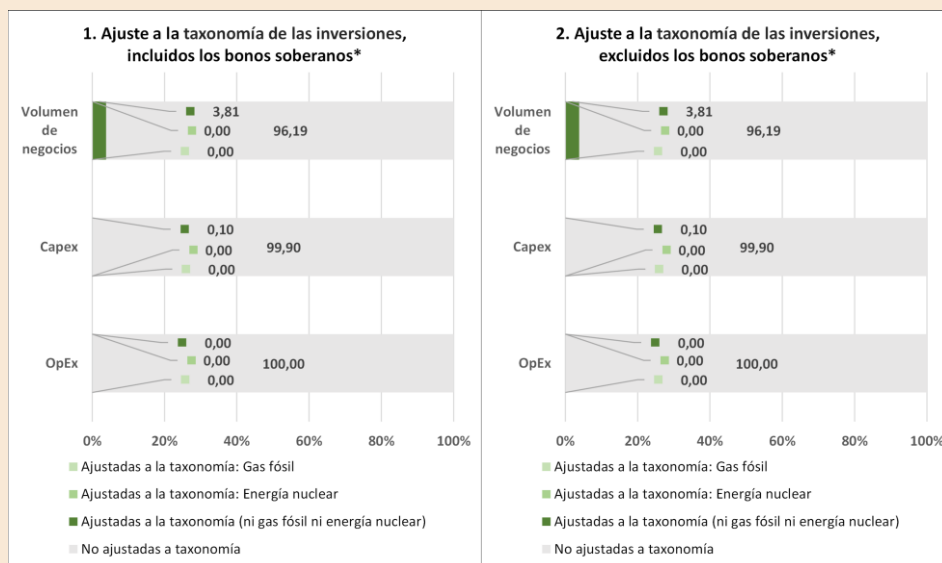 1. Ajuste a la taxonomía de las inversiones,
incluidos los bonos soberanos*
Volumen
de
negocios
3,81
0,00
96,19
0,00
Capex
0,10
0,00
99,90
0,00
OpEx
0,00
0,00
100,00
0,00
0%
20%
40%
60%
80%
100%
Ajustadas a la taxonomía: Gas fósil
Ajustadas a la taxonomía: Energía nuclear
Ajustadas a la taxonomía (ni gas fósil ni energía nuclear)
No ajustadas a taxonomía
2. Ajuste a la taxonomía de las inversiones,
excluidos los bonos soberanos*
Volumen
de
negocios
3,81
0,00
96,19
0,00
Capex
0,10
0,00
99,90
0,00
OpEx
0,00
0,00
100,00
0,00
0%
20%
40%
60%
80%
100%
Ajustadas a la taxonomía: Gas fósil
Ajustadas a la taxonomía: Energía nuclear
Ajustadas a la taxonomía (ni gas fósil ni energía nuclear)
No ajustadas a taxonomía